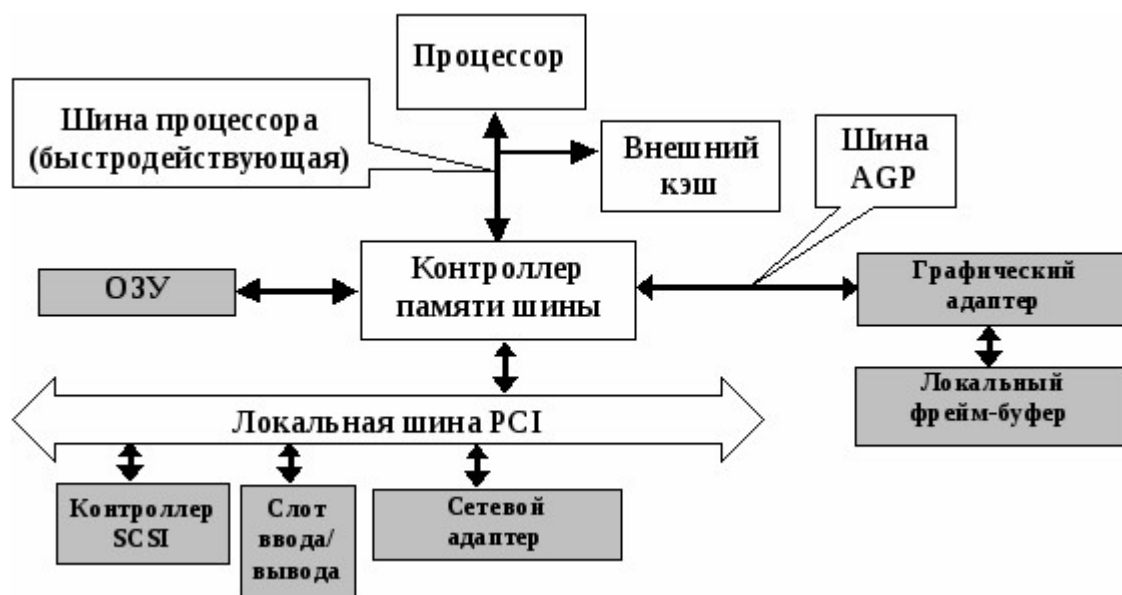 Процессор
Шина процессора
(быстродействующая)
Внешний
кэш
Шина
AGP
ОЗУ
Контроллер
памяти шины
Графический
адаптер
Локальный
фрейм-буфер
Локальная шина PCI
Контроллер
SCSI
Слот
ввода/
вывода
Сетевой
адаптер